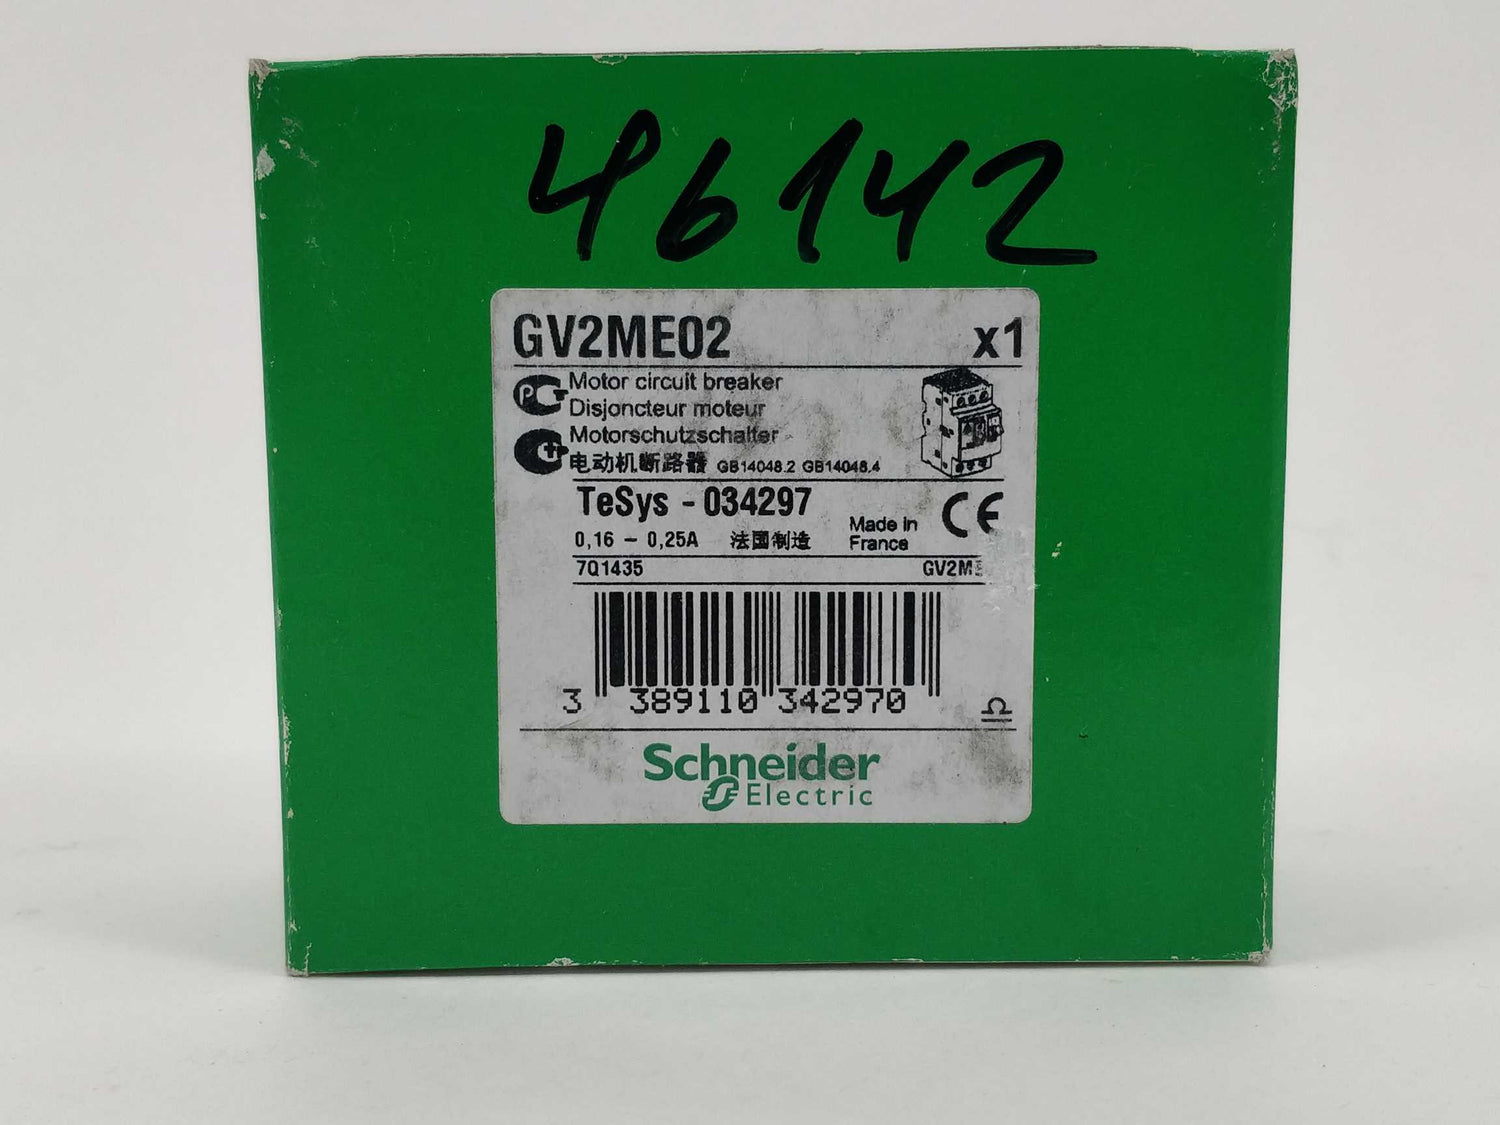 46142
GV2ME02 x1
Motor circuit breaker
Disjoncteur moteur
Motorschutzschalter
电动机断路器 GB14048.2 GB14048.4
TeSys - 034297
0,16 - 0,25A 法国制造 Made in France CE
7Q1435 GV2ME
3 389110 342970
Schneider
Electric